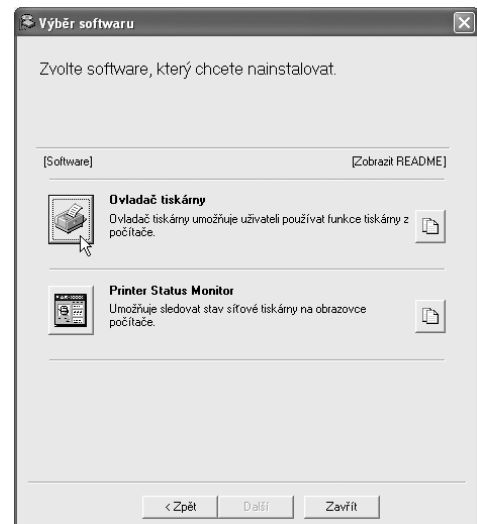 Výběr softwaru
Zvolte software, který chcete nainstalovat.
[Software] [Zobrazit README]
Ovladač tiskárny
Ovladač tiskárny umožňuje uživateli používat funkce tiskárny z
počítače.
Printer Status Monitor
Umožňuje sledovat stav síťové tiskárny na obrazovce
počítače.
< Zpět Další Zavřít